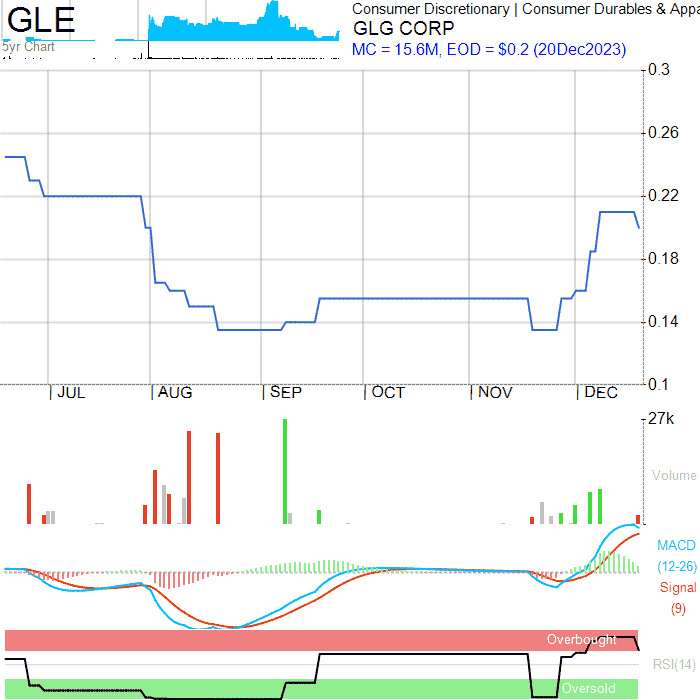 GLE
5yr Chart
Consumer Discretionary | Consumer Durables & Appa
GLG CORP
MC = 15.6M, EOD = $0.2 (20Dec2023)
0.3
0.26
0.22
0.18
0.14
0.1
JUL AUG SEP OCT NOV DEC
27k
Volume
MACD
(12-26)
Signal
(9)
Overbought
RSI(14)
Oversold